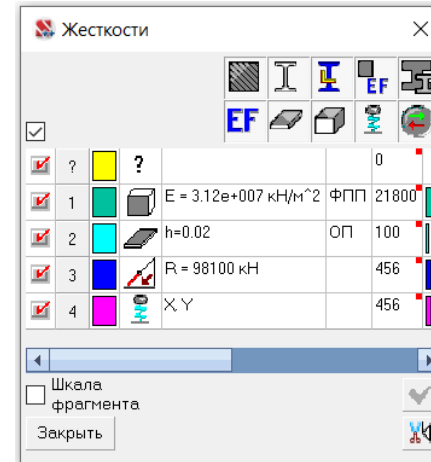 Жесткости
EF
EF
? ? 0
1 E = 3.12e+007 кН/м^2 ФПП 21800
2 h=0.02 ОП 100
3 R = 98100 кН 456
4 X,Y 456
Шкала
фрагмента
Закрыть